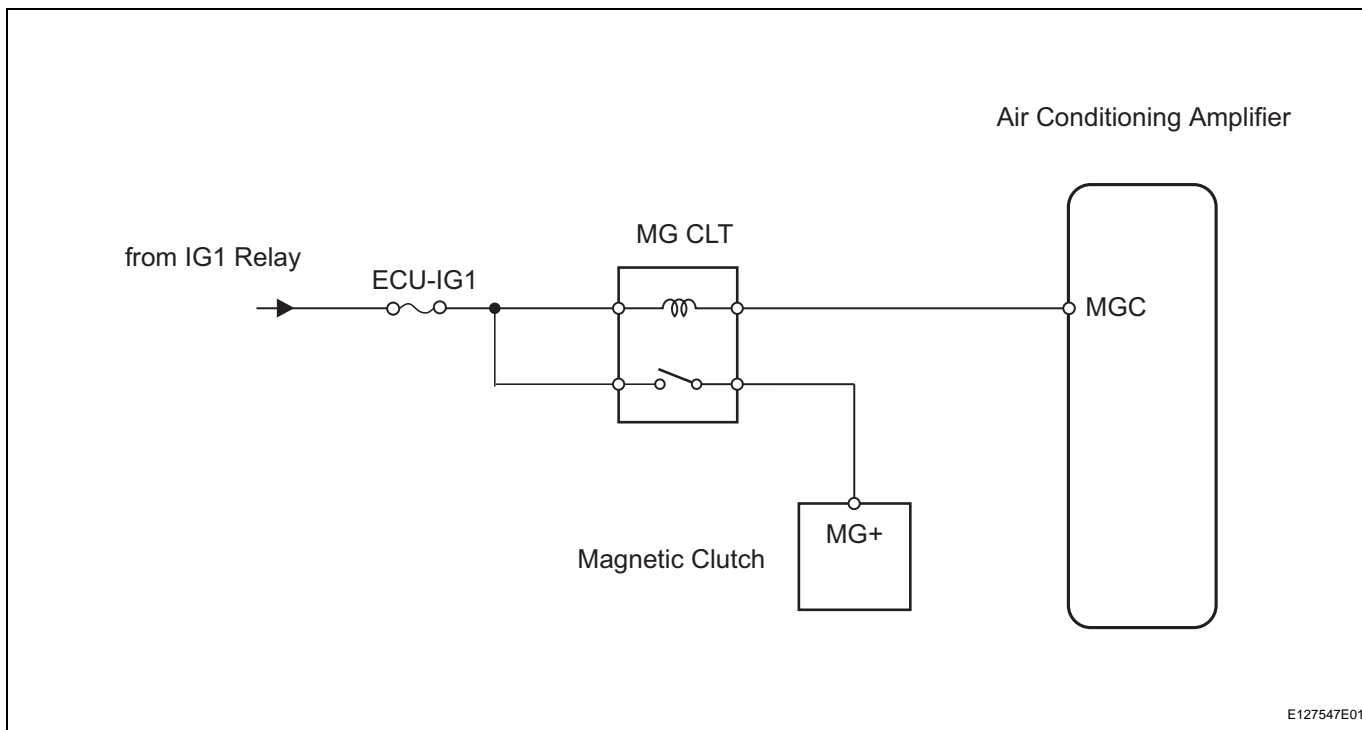 Air Conditioning Amplifier
MG CLT
from IG1 Relay
ECU-IG1
MGC
MG+
Magnetic Clutch
E127547E01